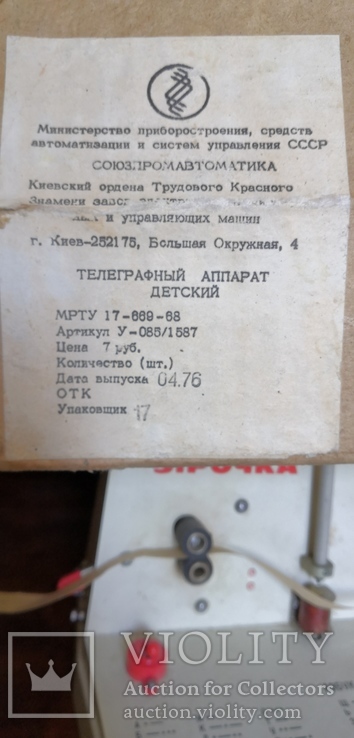 Министерство приборостроения, средств
автоматизации и систем управления СССР
СОЮЗПРОМАВТОМАТИКА
Киевский ордена Трудового Красного
Знамени завод
и управляющих машин
г. Киев-252175, Большая Окружная, 4
ТЕЛЕГРАФНЫЙ АППАРАТ
ДЕТСКИЙ
МРТУ 17-669-68
Артикул У-085/1587
Цена 7 руб.
Количество (шт.)
Дата выпуска 04.76
ОТК
Упаковщик 17
VIOLITY
Auction for Collectors
auction.violity.com